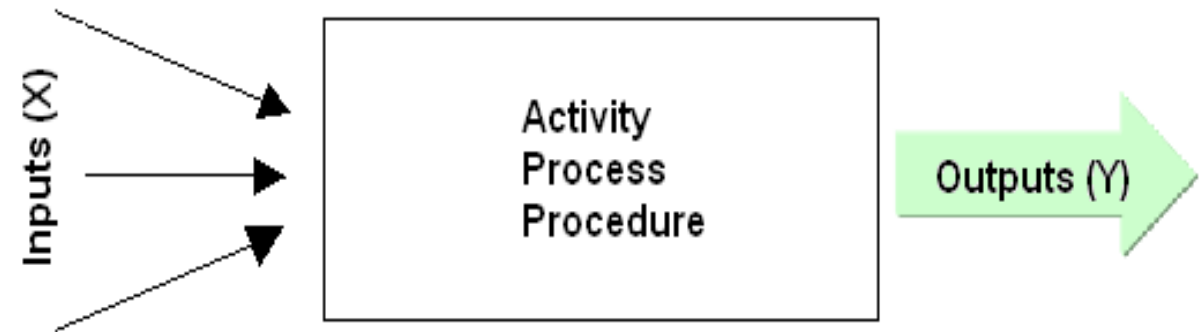 Inputs (X)
Activity
Process
Procedure
Outputs (Y)